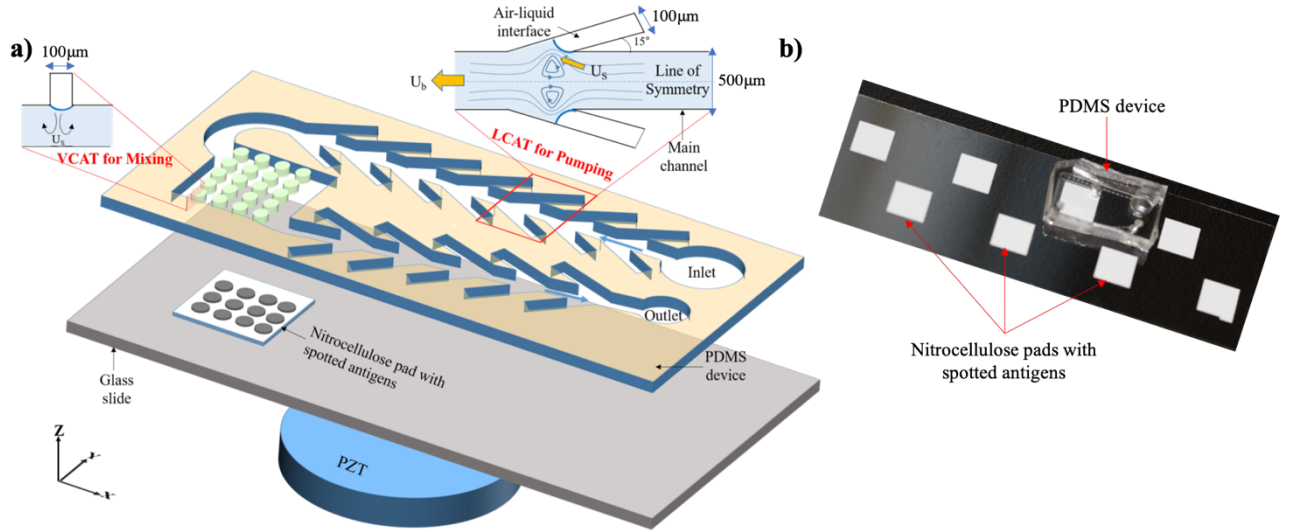 a)
100μm
Us
VCAT for Mixing
Air-liquid
interface
100μm
15°
Ub
Us
Line of
Symmetry
500μm
Main
channel
LCAT for Pumping
Inlet
Outlet
Nitrocellulose pad with
spotted antigens
PDMS
device
Glass
slide
PZT
Z
Y
X
b)
PDMS device
Nitrocellulose pads with
spotted antigens